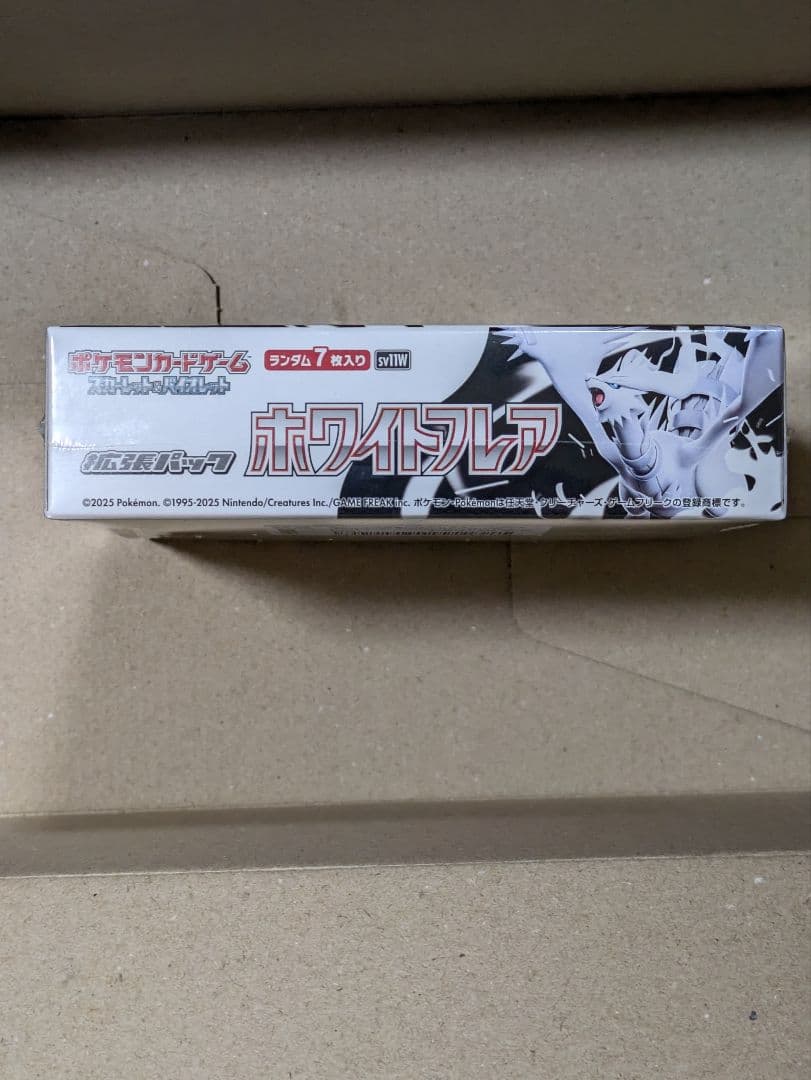 ポケモンカードゲーム
スカーレット&バイオレット
ランダム7枚入り
sv11W
拡張パック
ホワイトフレア
©2025 Pokémon. ©1995-2025 Nintendo/Creatures Inc./GAME FREAK inc. ポケモン・Pokémonは任天堂・クリーチャーズ・ゲームフリークの登録商標です。